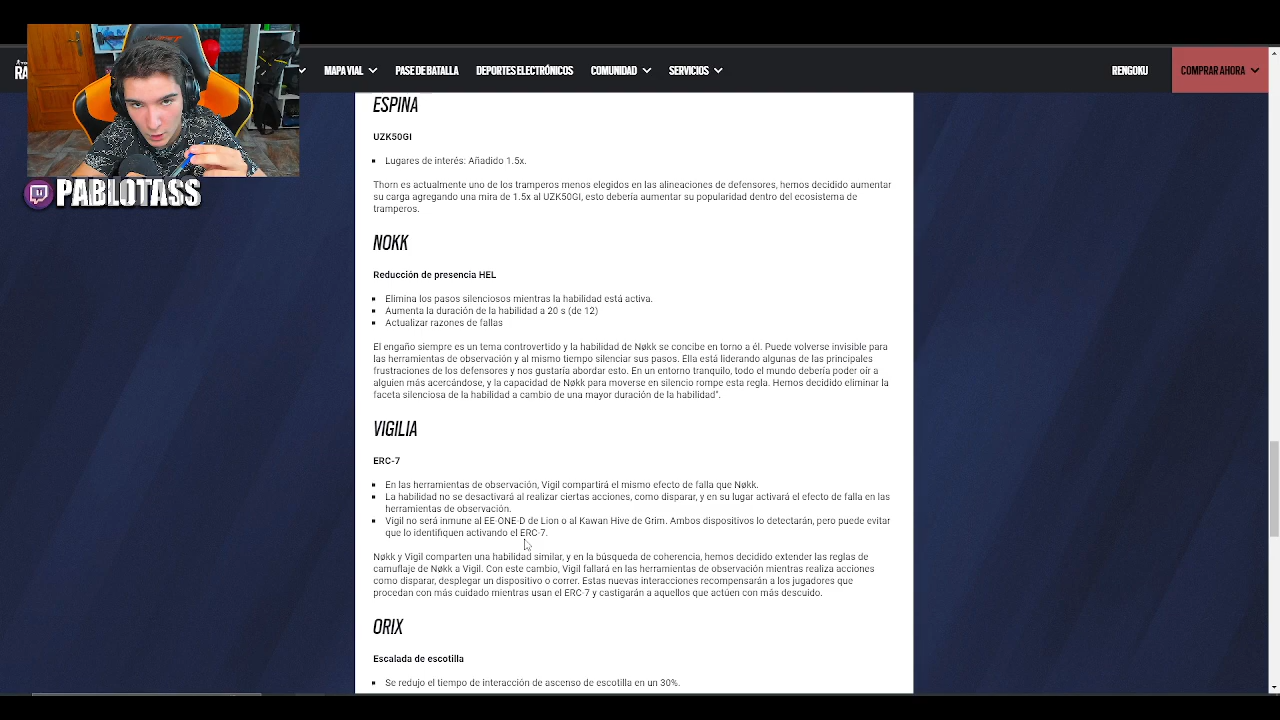 RA
MAPA VIAL
PASE DE BATALLA
DEPORTES ELECTRÓNICOS
COMUNIDAD
SERVICIOS
RENGOKU
COMPRAR AHORA
PABLOTASS
ESPINA
UZK50GI
Lugares de interés: Añadido 1.5x.
Thorn es actualmente uno de los tramperos menos elegidos en las alineaciones de defensores, hemos decidido aumentar
su carga agregando una mira de 1.5x al UZK50GI, esto debería aumentar su popularidad dentro del ecosistema de
tramperos.
NOKK
Reducción de presencia HEL
Elimina los pasos silenciosos mientras la habilidad está activa.
Aumenta la duración de la habilidad a 20 s (de 12)
Actualizar razones de fallas
El engaño siempre es un tema controvertido y la habilidad de Nøkk se concibe en torno a él. Puede volverse invisible para
las herramientas de observación y al mismo tiempo silenciar sus pasos. Ella está liderando algunas de las principales
frustraciones de los defensores y nos gustaría abordar esto. En un entorno tranquilo, todo el mundo debería poder oír a
alguien más acercándose, y la capacidad de Nøkk para moverse en silencio rompe esta regla. Hemos decidido eliminar la
faceta silenciosa de la habilidad a cambio de una mayor duración de la habilidad".
VIGILIA
ERC-7
En las herramientas de observación, Vigil compartirá el mismo efecto de falla que Nøkk.
La habilidad no se desactivará al realizar ciertas acciones, como disparar, y en su lugar activará el efecto de falla en las
herramientas de observación.
Vigil no será inmune al EE-ONE-D de Lion o al Kawan Hive de Grim. Ambos dispositivos lo detectarán, pero puede evitar
que lo identifiquen activando el ERC-7.
Nøkk y Vigil comparten una habilidad similar, y en la búsqueda de coherencia, hemos decidido extender las reglas de
camuflaje de Nøkk a Vigil. Con este cambio, Vigil fallará en las herramientas de observación mientras realiza acciones
como disparar, desplegar un dispositivo o correr. Estas nuevas interacciones recompensarán a los jugadores que
procedan con más cuidado mientras usan el ERC-7 y castigarán a aquellos que actúen con más descuido.
ORIX
Escalada de escotilla
Se redujo el tiempo de interacción de ascenso de escotilla en un 30%.